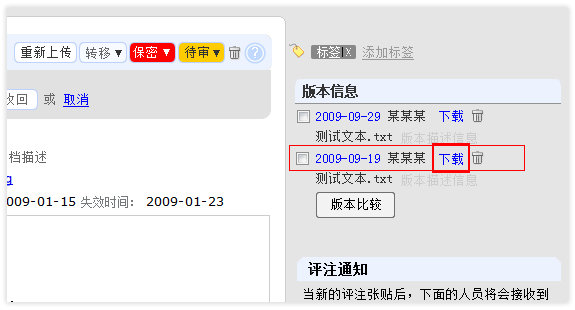 重新上传 转移▼ 保密▼ 待审▼ ?
收回 或 取消
档描述
009-01-15 失效时间: 2009-01-23
标签 X 添加标签
版本信息
2009-09-29 某某某 下载
测试文本.txt 版本描述信息
2009-09-19 某某某 下载
测试文本.txt 版本描述信息
版本比较
评注通知
当新的评注张贴后, 下面的人员将会接收到